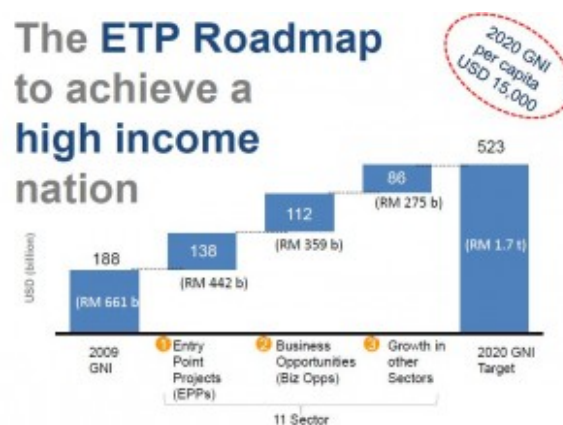 The ETP Roadmap
to achieve a
high income
nation
2020 GNI
per capita
USD 15,000
USD (billion)
188
(RM 661 b
138
(RM 442 b)
112
(RM 359 b)
86
(RM 275 b)
523
(RM 1.7 t)
2009
GNI
1 Entry
Point
Projects
(EPPs)
2 Business
Opportunities
(Biz Opps)
3 Growth in
other
Sectors
2020 GNI
Target
11 Sector